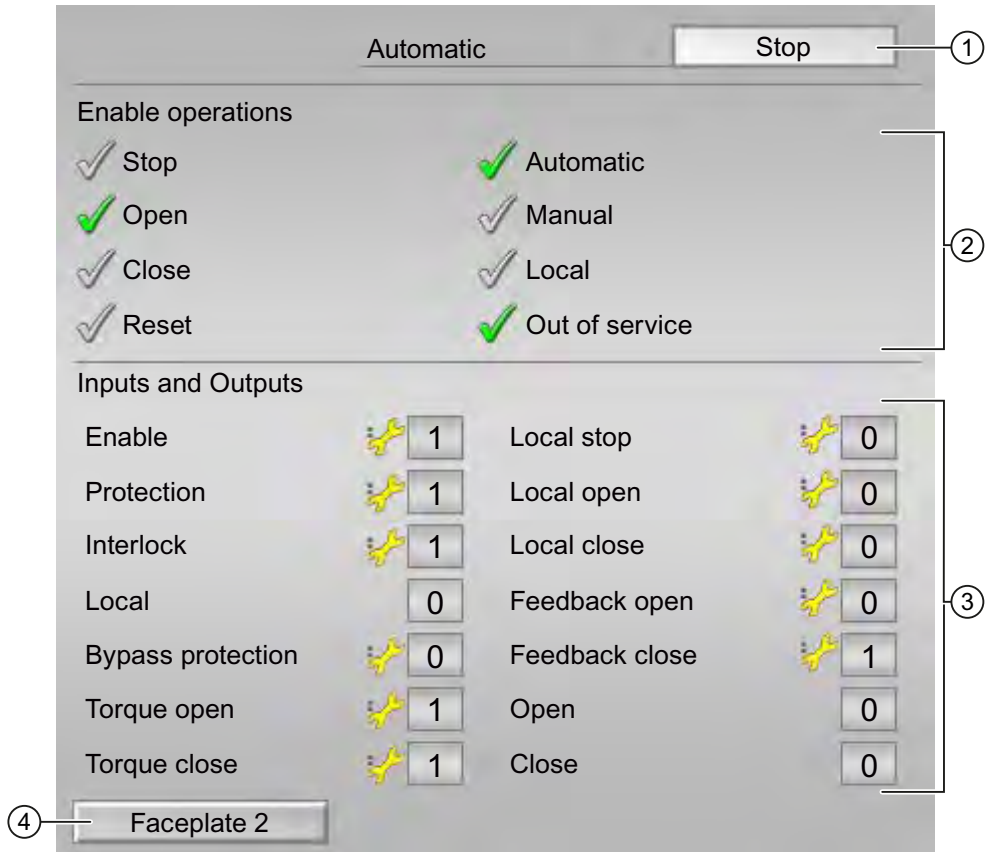 Automatic Stop 1
Enable operations
Stop Automatic
Open Manual
2
Close Local
Reset Out of service
Inputs and Outputs
Enable 1 Local stop 0
Protection 1 Local open 0
Interlock 1 Local close 0
Local 0 Feedback open 0 3
Bypass protection 0 Feedback close 1
Torque open 1 Open 0
Torque close 1 Close 0
4 Faceplate 2